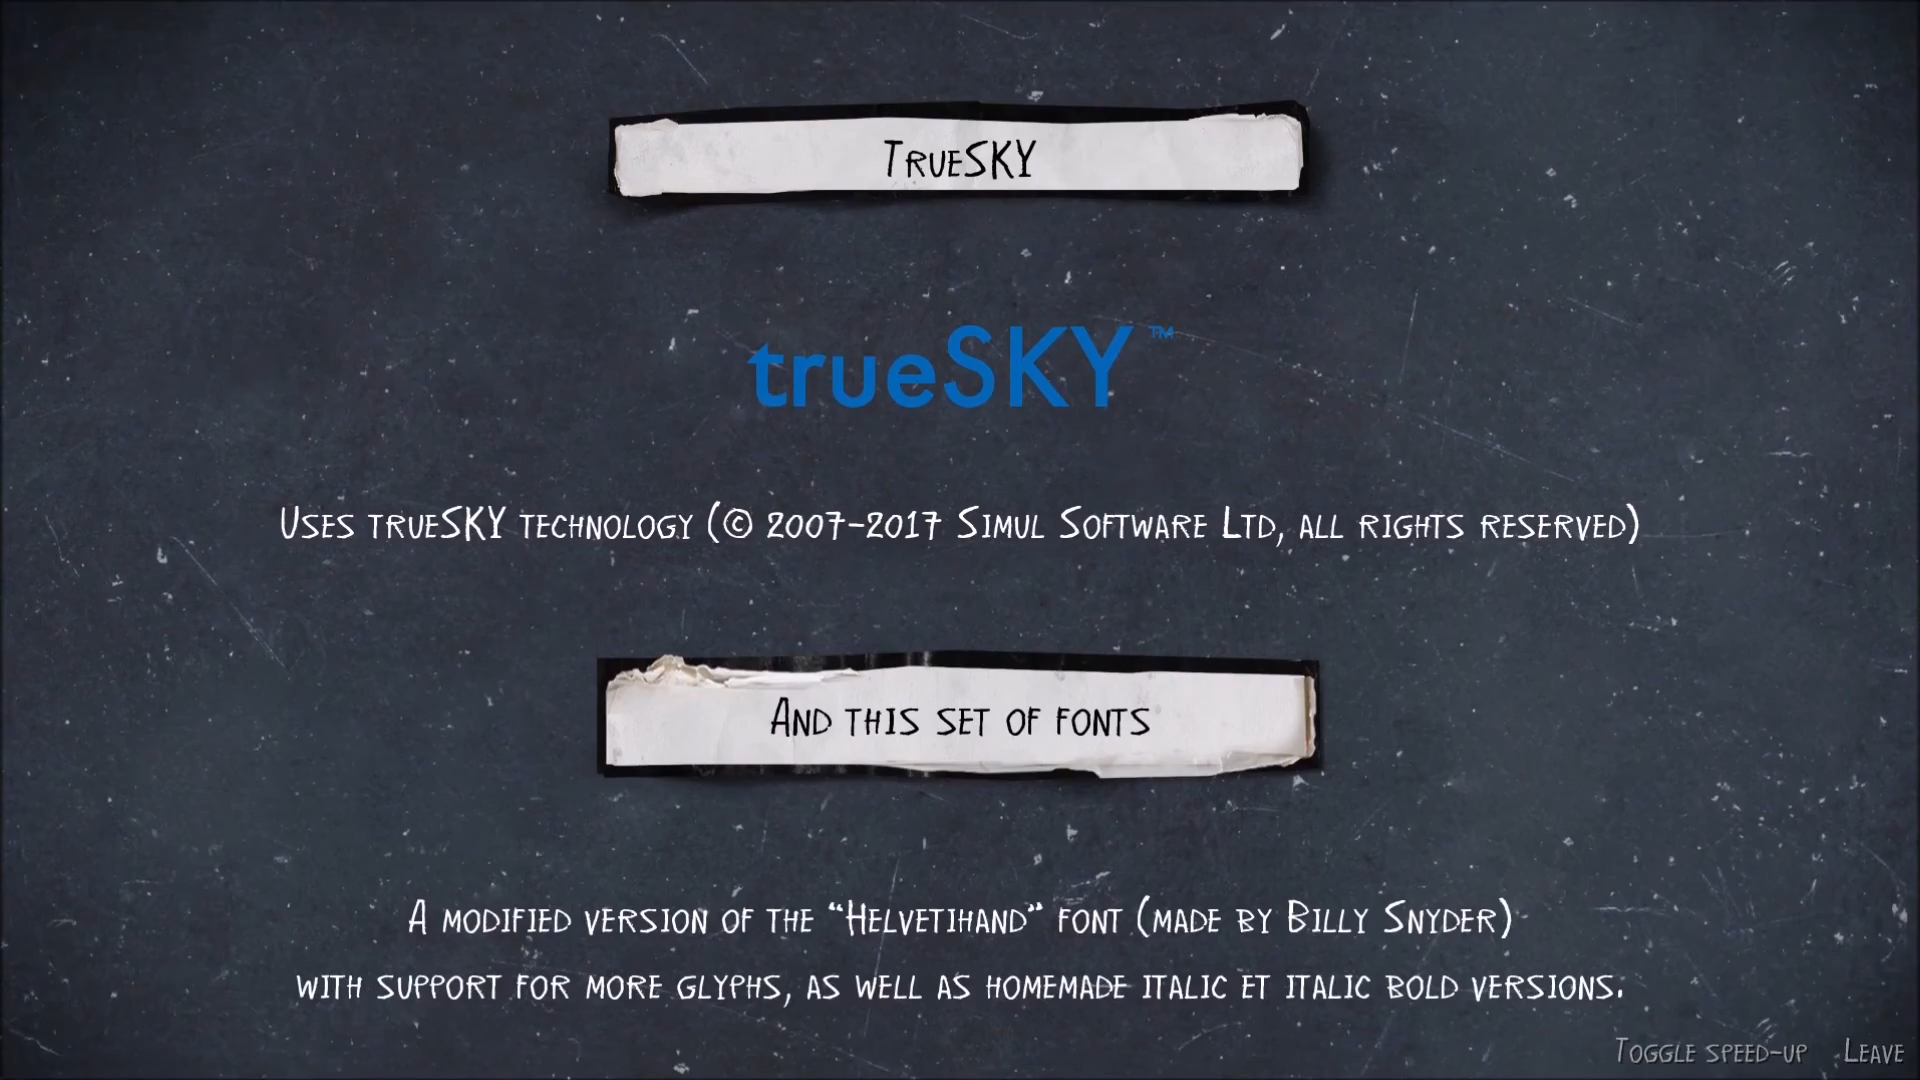 TrueSKY
trueSKY™
Uses trueSKY technology (© 2007-2017 Simul Software Ltd, all rights reserved)
And this set of fonts
A modified version of the “Helvetihand” font (made by Billy Snyder)
with support for more glyphs, as well as homemade italic et italic bold versions.
Toggle speed-up Leave